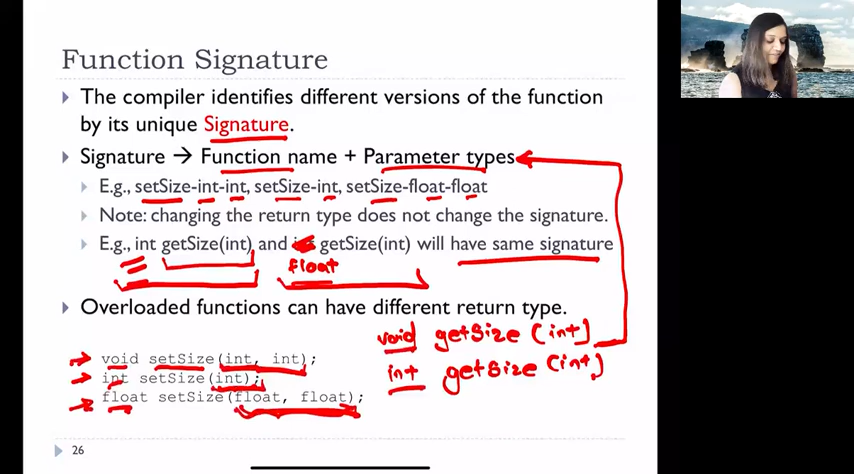 Function Signature
The compiler identifies different versions of the function
by its unique Signature.
Signature → Function name + Parameter types
E.g., setSize-int-int, setSize-int, setSize-float-float
Note: changing the return type does not change the signature.
E.g., int getSize(int) and getSize(int) will have same signature
float
Overloaded functions can have different return type.
void getSize (int)
void setSize(int, int);
int getSize (int)
int setSize(int);
float setSize(float, float);
26